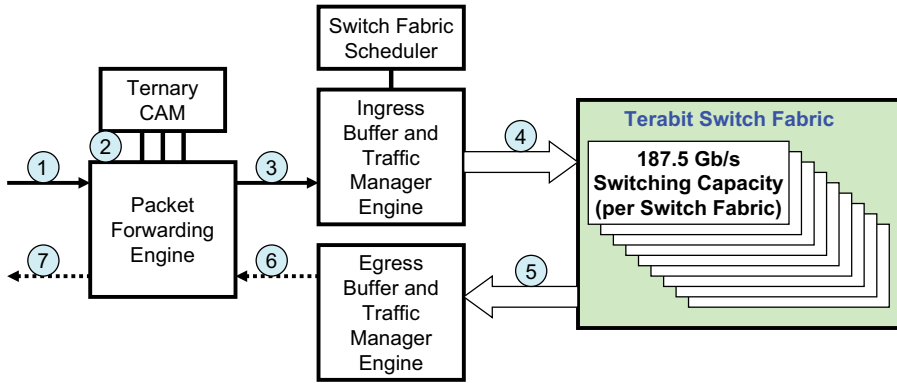 Switch Fabric
Scheduler
Ternary
CAM
2
1
3
Packet
Forwarding
Engine
7
6
Ingress
Buffer and
Traffic
Manager
Engine
4
Egress
Buffer and
Traffic
Manager
Engine
5
Terabit Switch Fabric
187.5 Gb/s
Switching Capacity
(per Switch Fabric)